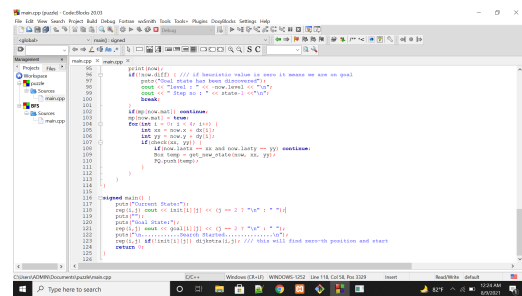 main.cpp [puzzle] - Code::Blocks 20.03
File Edit View Search Project Build Debug Fortran wxSmith Tools Tools+ Plugins DoxyBlocks Settings Help
Debug
<global>
main() : signed
S C
Management
main.cpp × main.cpp ×
Projects Files
Workspace
puzzle
Sources
main.cpp
BFS
Sources
main.cpp
95 print(now);
96 if(!now.diff) { /// if heuristic value is zero it means we are on goal
97 puts("Goal state has been discovered");
98 cout << "Level : " << -now.level << "\n";
99 cout << " Step no : " << state-1 <<"\n";
100 break;
101 }
102 if(mp[now.mat]) continue;
103 mp[now.mat] = true;
104 for(int i = 0; i < 4; i++) {
105 int xx = now.x + dx[i];
106 int yy = now.y + dy[i];
107 if(check(xx, yy)) {
108 if(now.lastx == xx and now.lasty == yy) continue;
109 Box temp = get_new_state(now, xx, yy);
110 PQ.push(temp);
111 }
112 }
113 }
114 }
115
116 signed main() {
117 puts("Current State:");
118 rep(i,j) cout << init[i][j] << (j == 2 ? "\n" : " ");
119 puts("");
120 puts("Goal State:");
121 rep(i,j) cout << goal[i][j] << (j == 2 ? "\n" : " ");
122 puts("\n...........Search Started...........\n");
123 rep(i,j) if(!init[i][j]) dijkstra(i,j); /// this will find zero-th position and start
124 return 0;
125 }
126
C:\Users\ADMIN\Documents\puzzle\main.cpp C/C++ Windows (CR+LF) WINDOWS-1252 Line 118, Col 58, Pos 3329 Insert Read/Write default
Type here to search
82°F
12:24 AM
8/9/2021